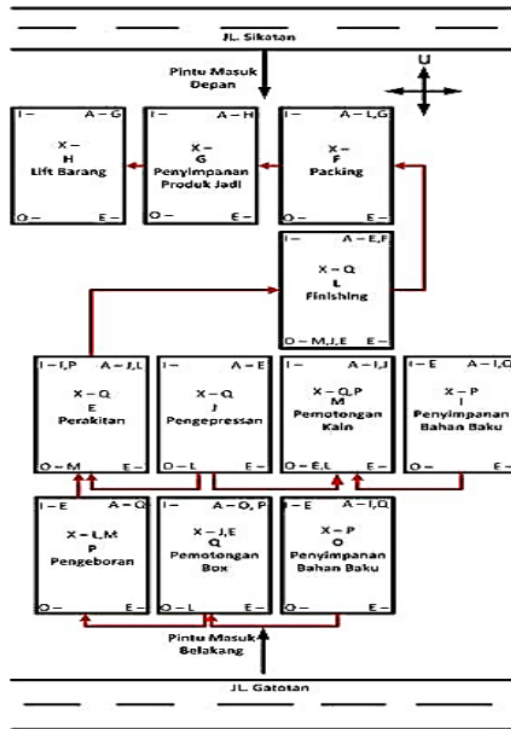 JL. Sikatan
Pintu Masuk
Depan
U
I – A – G
X –
H
Lift Barang
O – E –
I – A – H
X –
G
Penyimpanan
Produk Jadi
O – E –
I – A – L,G
X –
F
Packing
O – E –
I – A – E,F
X – Q
L
Finishing
O – M,J,E E –
I – I,P A – J,L
X – Q
E
Perakitan
O – M E –
I – A – E
X – Q
J
Pengepressan
O – L E –
I – A – I,J
X – Q,P
M
Pemotongan
Kain
O – E,L E –
I – E A – I,Q
X – P
I
Penyimpanan
Bahan Baku
O – E –
I – E A – Q
X – L,M
P
Pengeboran
O – E –
I – A – O, P
X – J,E
Q
Pemotongan
Box
O – L E –
I – E A – I,Q
X – P
O
Penyimpanan
Bahan Baku
O – E –
Pintu Masuk
Belakang
JL. Gatotan